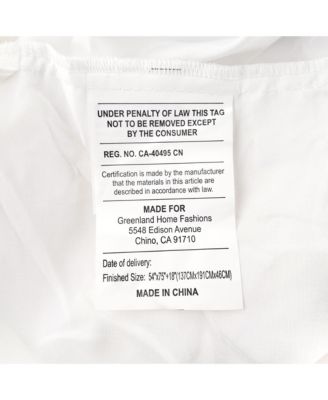 UNDER PENALTY OF LAW THIS TAG
NOT TO BE REMOVED EXCEPT
BY THE CONSUMER
REG. NO. CA-40495 CN
Certification is made by the manufacturer
that the materials in this article are
described in accordance with law.
MADE FOR
Greenland Home Fashions
5548 Edison Avenue
Chino, CA 91710
Date of delivery:
Finished Size: 54"x75"+18"(137CMx191CMx46CM)
MADE IN CHINA